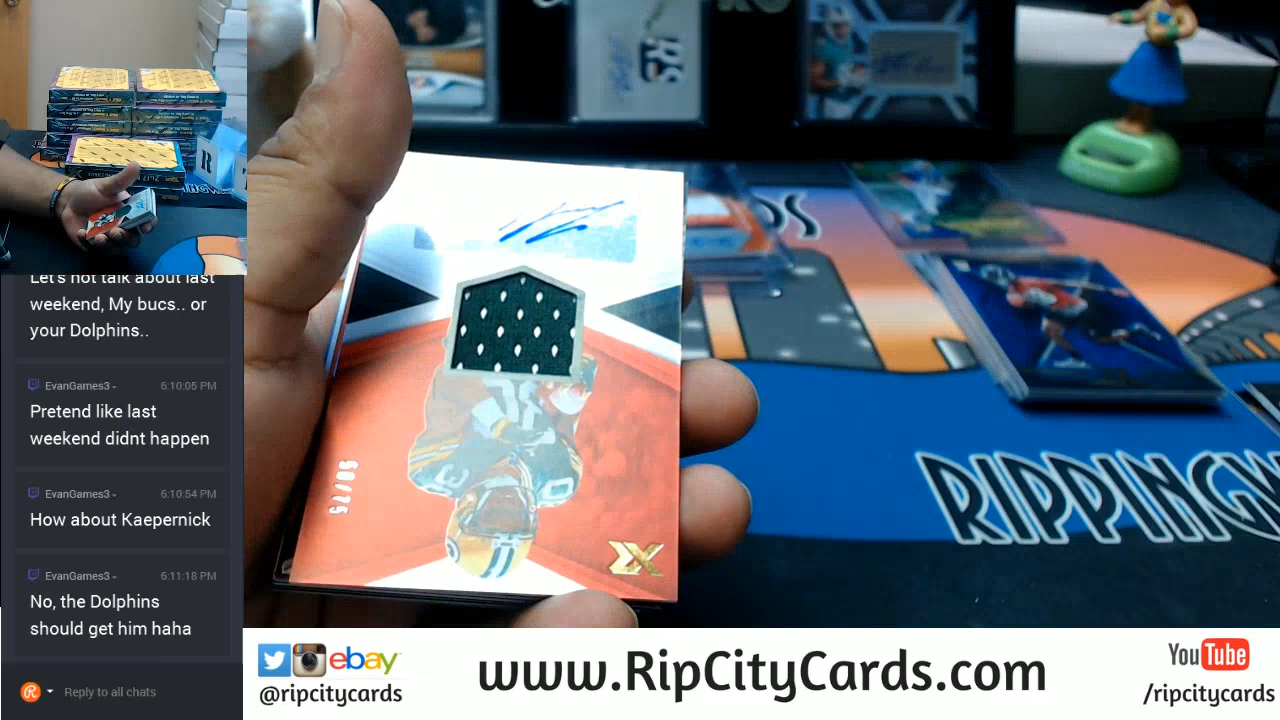 Let's not talk about last
weekend, My bucs.. or
your Dolphins..
EvanGames3
6:10:05 PM
Pretend like last
weekend didnt happen
EvanGames3
6:10:54 PM
How about Kaepernick
EvanGames3
6:11:18 PM
No, the Dolphins
should get him haha
Reply to all chats
RIPPINGW
ebay
@ripcitycards
www.RipCityCards.com
YouTube
/ripcitycards